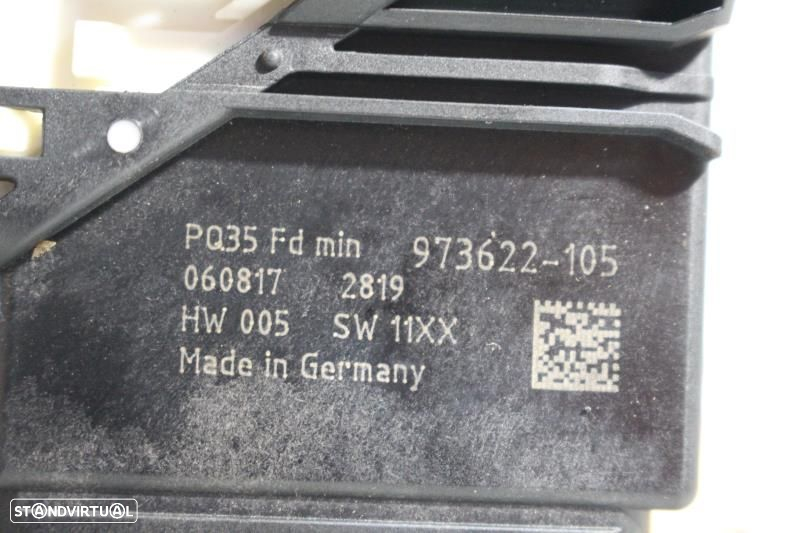 PQ35 Fd min 973622-105
060817 2819
HW 005 SW 11XX
Made in Germany
STANDVIRTUAL